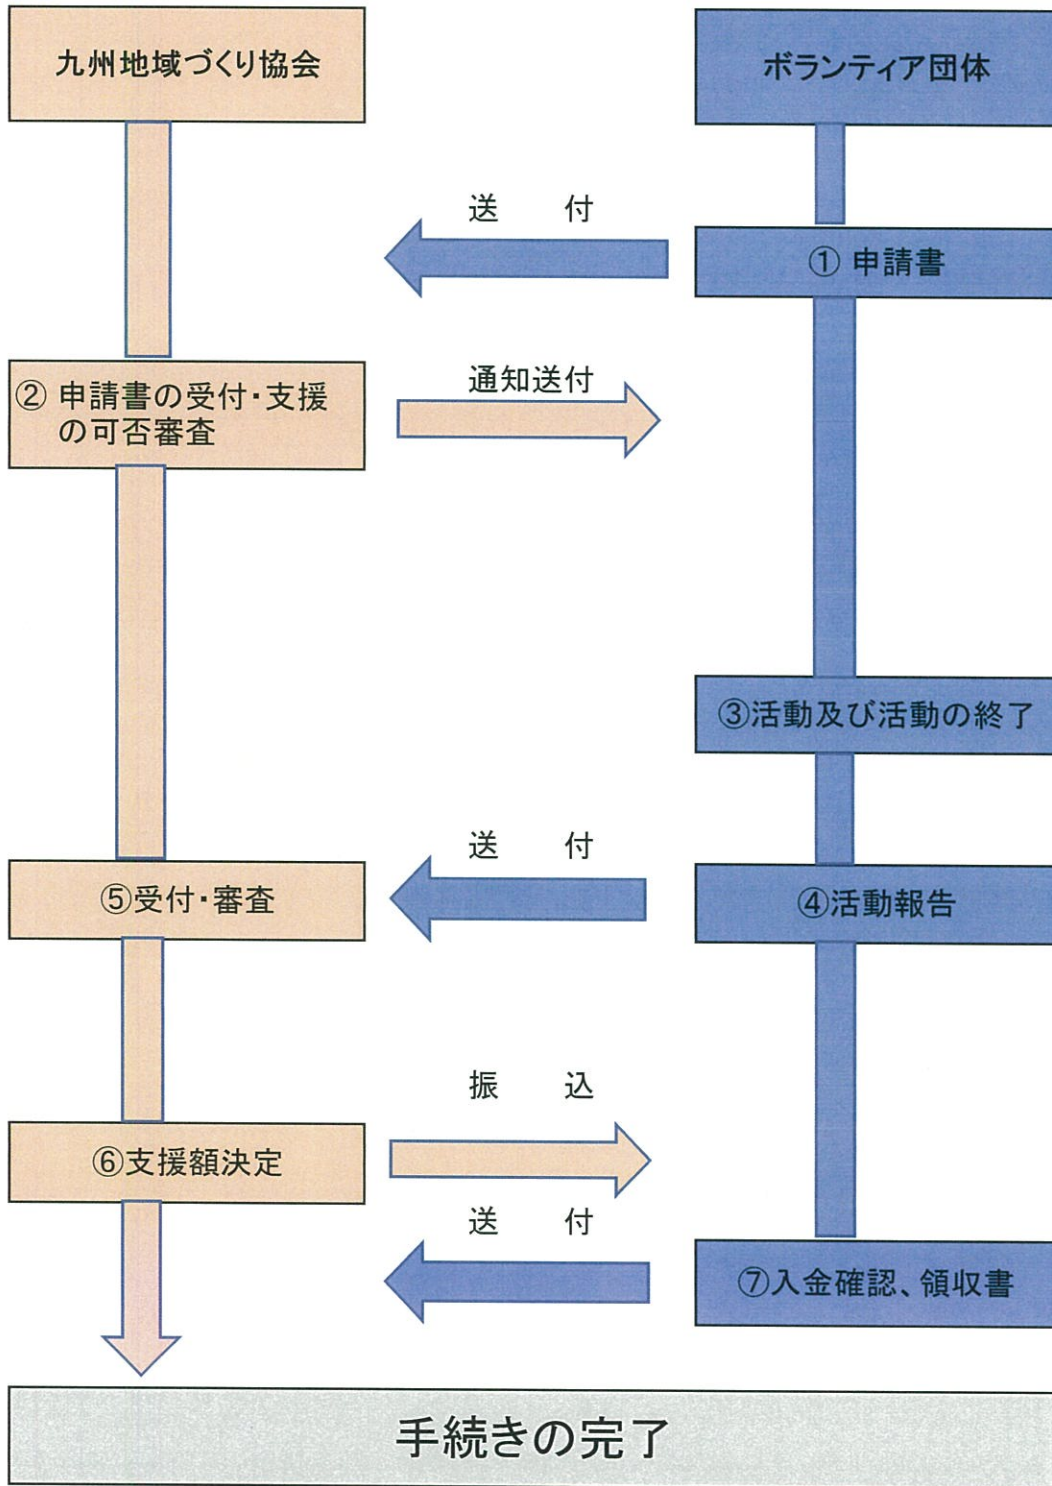 九州地域づくり協会
ボランティア団体
送　付
① 申請書
② 申請書の受付・支援
の可否審査
通知送付
③活動及び活動の終了
送　付
⑤受付・審査
④活動報告
振　込
⑥支援額決定
送　付
⑦入金確認、領収書
手続きの完了